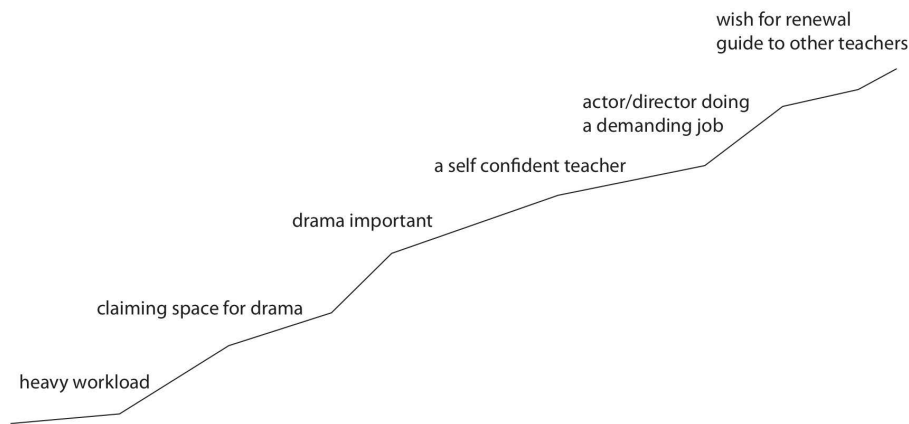 wish for renewal
guide to other teachers
actor/director doing
a demanding job
a self confident teacher
drama important
claiming space for drama
heavy workload